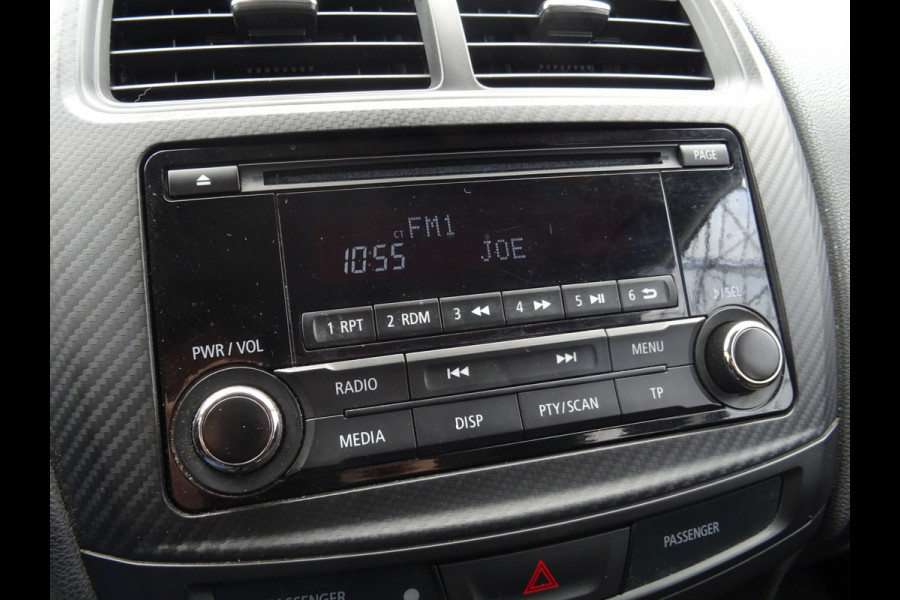 PAGE
FM1
CT 10:55 JOE
1 RPT 2 RDM 3 4 5 6
PWR / VOL
SEL
RADIO MENU
MEDIA DISP PTY/SCAN TP
PASSENGER
PASSENGER